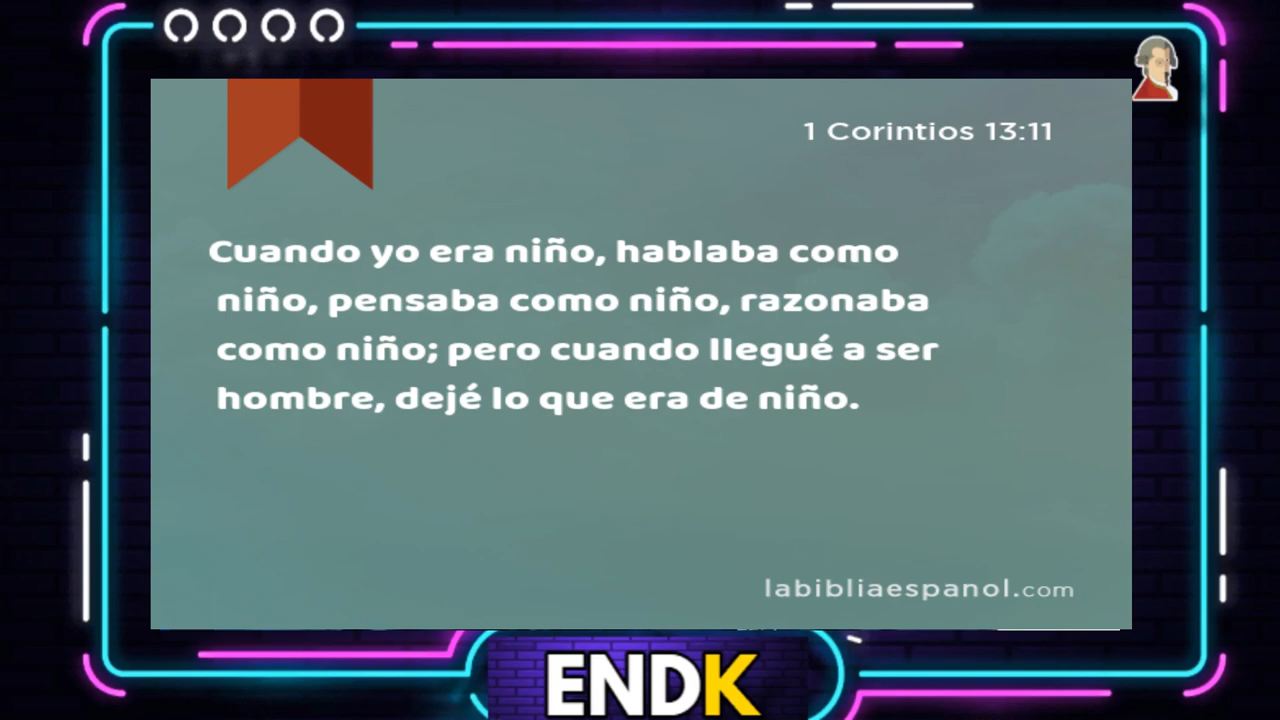 1 Corintios 13:11
Cuando yo era niño, hablaba como
niño, pensaba como niño, razonaba
como niño; pero cuando llegué a ser
hombre, dejé lo que era de niño.
labibliaespanol.com
ENDK